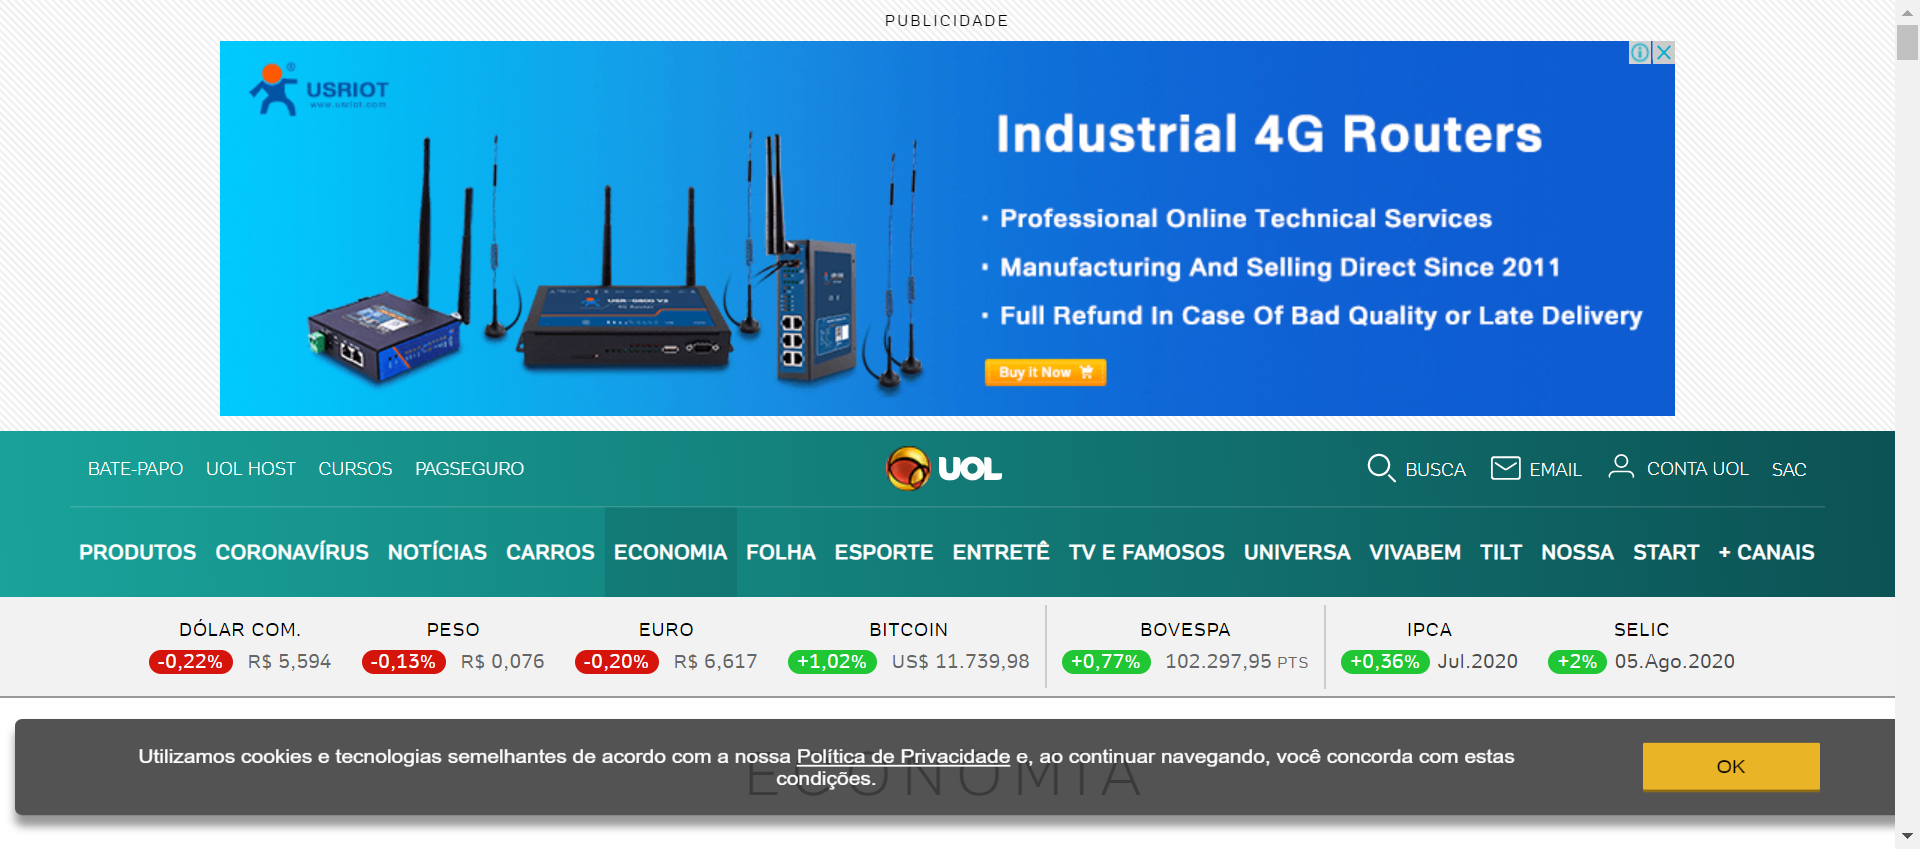 PUBLICIDADE
USRIOT
www.usriot.com
Industrial 4G Routers
· Professional Online Technical Services
· Manufacturing And Selling Direct Since 2011
· Full Refund In Case Of Bad Quality or Late Delivery
Buy it Now
USR-G800 V2
4G Router
BATE-PAPO UOL HOST CURSOS PAGSEGURO UOL BUSCA EMAIL CONTA UOL SAC
PRODUTOS CORONAVÍRUS NOTÍCIAS CARROS ECONOMIA FOLHA ESPORTE ENTRETÊ TV E FAMOSOS UNIVERSA VIVABEM TILT NOSSA START + CANAIS
DÓLAR COM. PESO EURO BITCOIN BOVESPA IPCA SELIC
-0,22% R$ 5,594 -0,13% R$ 0,076 -0,20% R$ 6,617 +1,02% US$ 11.739,98 +0,77% 102.297,95 PTS +0,36% Jul.2020 +2% 05.Ago.2020
Utilizamos cookies e tecnologias semelhantes de acordo com a nossa Política de Privacidade e, ao continuar navegando, você concorda com estas
condições.
OK
ECONOMIA